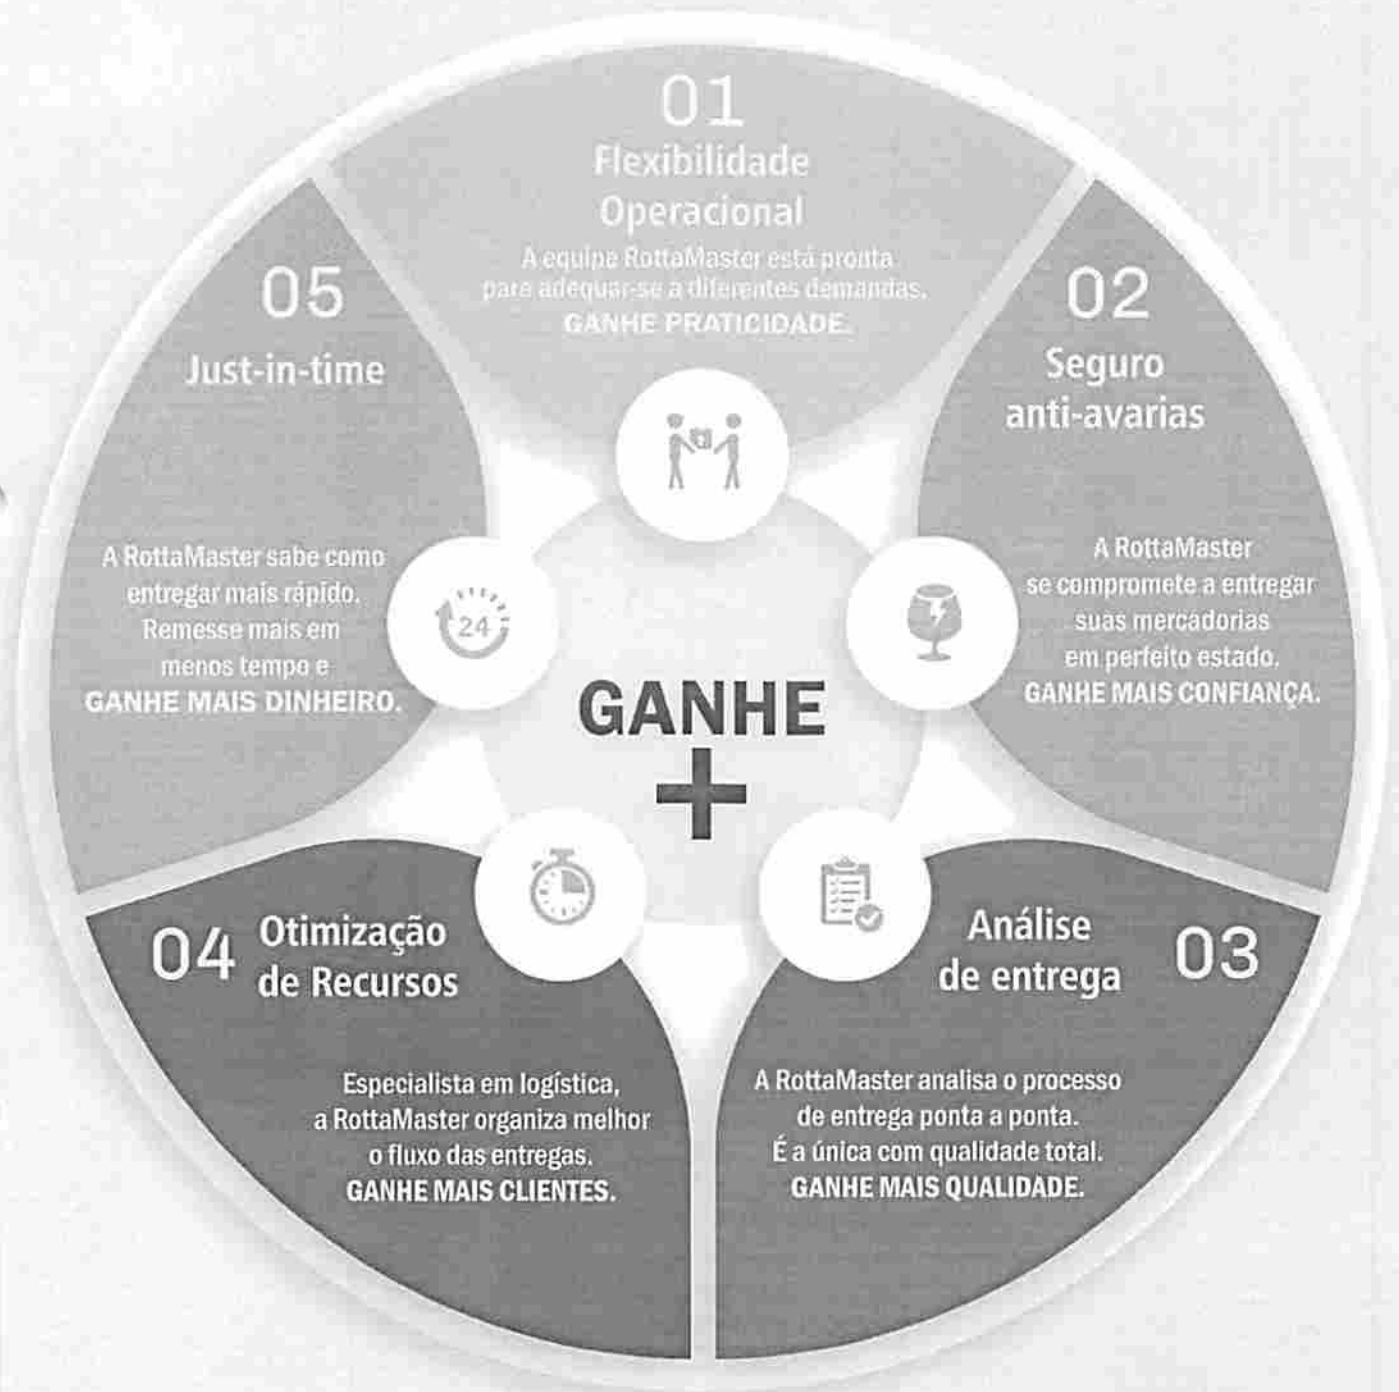 01
Flexibilidade
Operacional
A equipe RottaMaster está pronta
para adequar-se a diferentes demandas.
GANHE PRATICIDADE.
02
Seguro
anti-avarias
A RottaMaster
se compromete a entregar
suas mercadorias
em perfeito estado.
GANHE MAIS CONFIANÇA.
03
Análise
de entrega
A RottaMaster analisa o processo
de entrega ponta a ponta.
É a única com qualidade total.
GANHE MAIS QUALIDADE.
04
Otimização
de Recursos
Especialista em logística,
a RottaMaster organiza melhor
o fluxo das entregas.
GANHE MAIS CLIENTES.
05
Just-in-time
A RottaMaster sabe como
entregar mais rápido.
Remesse mais em
menos tempo e
GANHE MAIS DINHEIRO.
24
GANHE
+